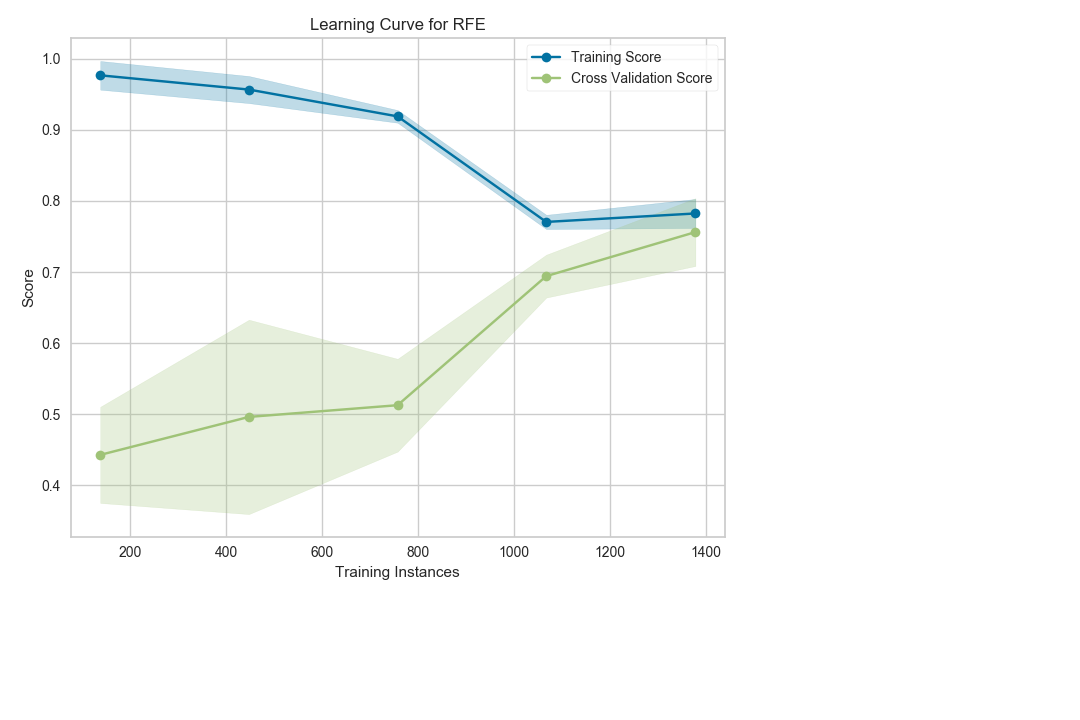 Learning Curve for RFE
Training Score
Cross Validation Score
1.0
0.9
0.8
0.7
0.6
0.5
0.4
Score
200 400 600 800 1000 1200 1400
Training Instances